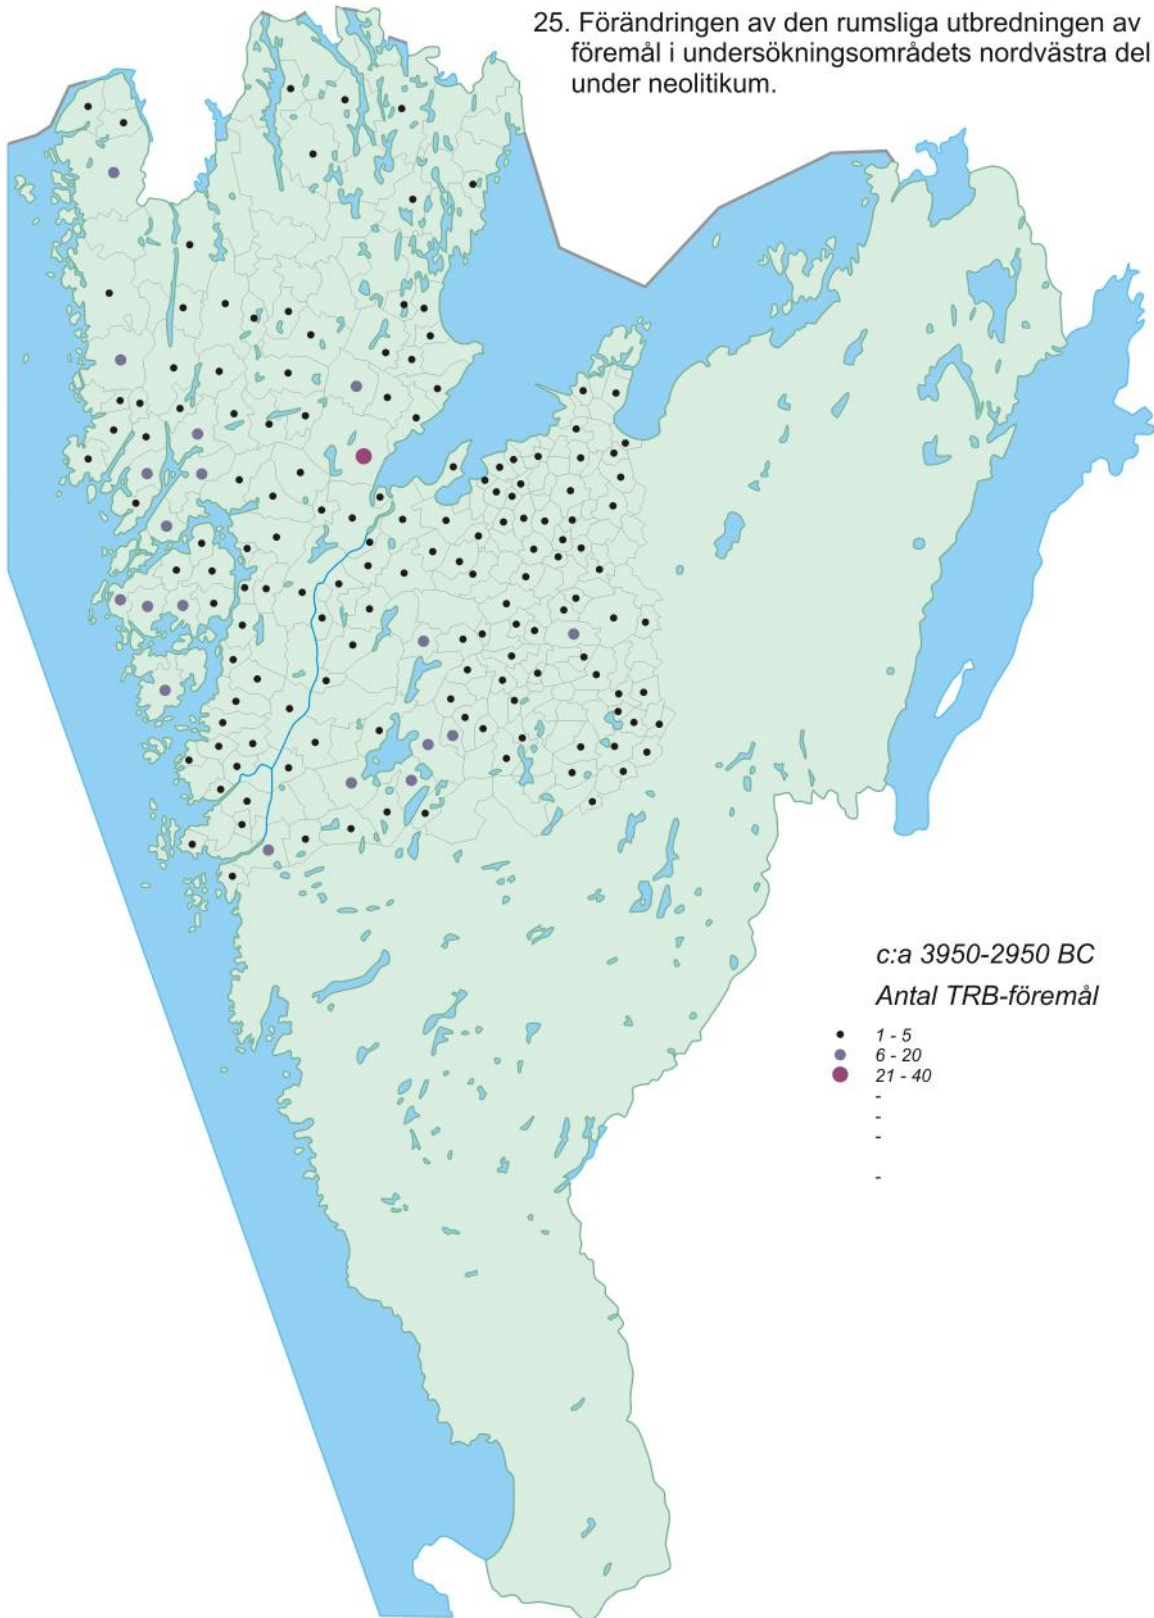 25. Förändringen av den rumsliga utbredningen av
föremål i undersökningsområdets nordvästra del
under neolitikum.
c:a 3950-2950 BC
Antal TRB-föremål
1 - 5
6 - 20
21 - 40
-
-
-
-